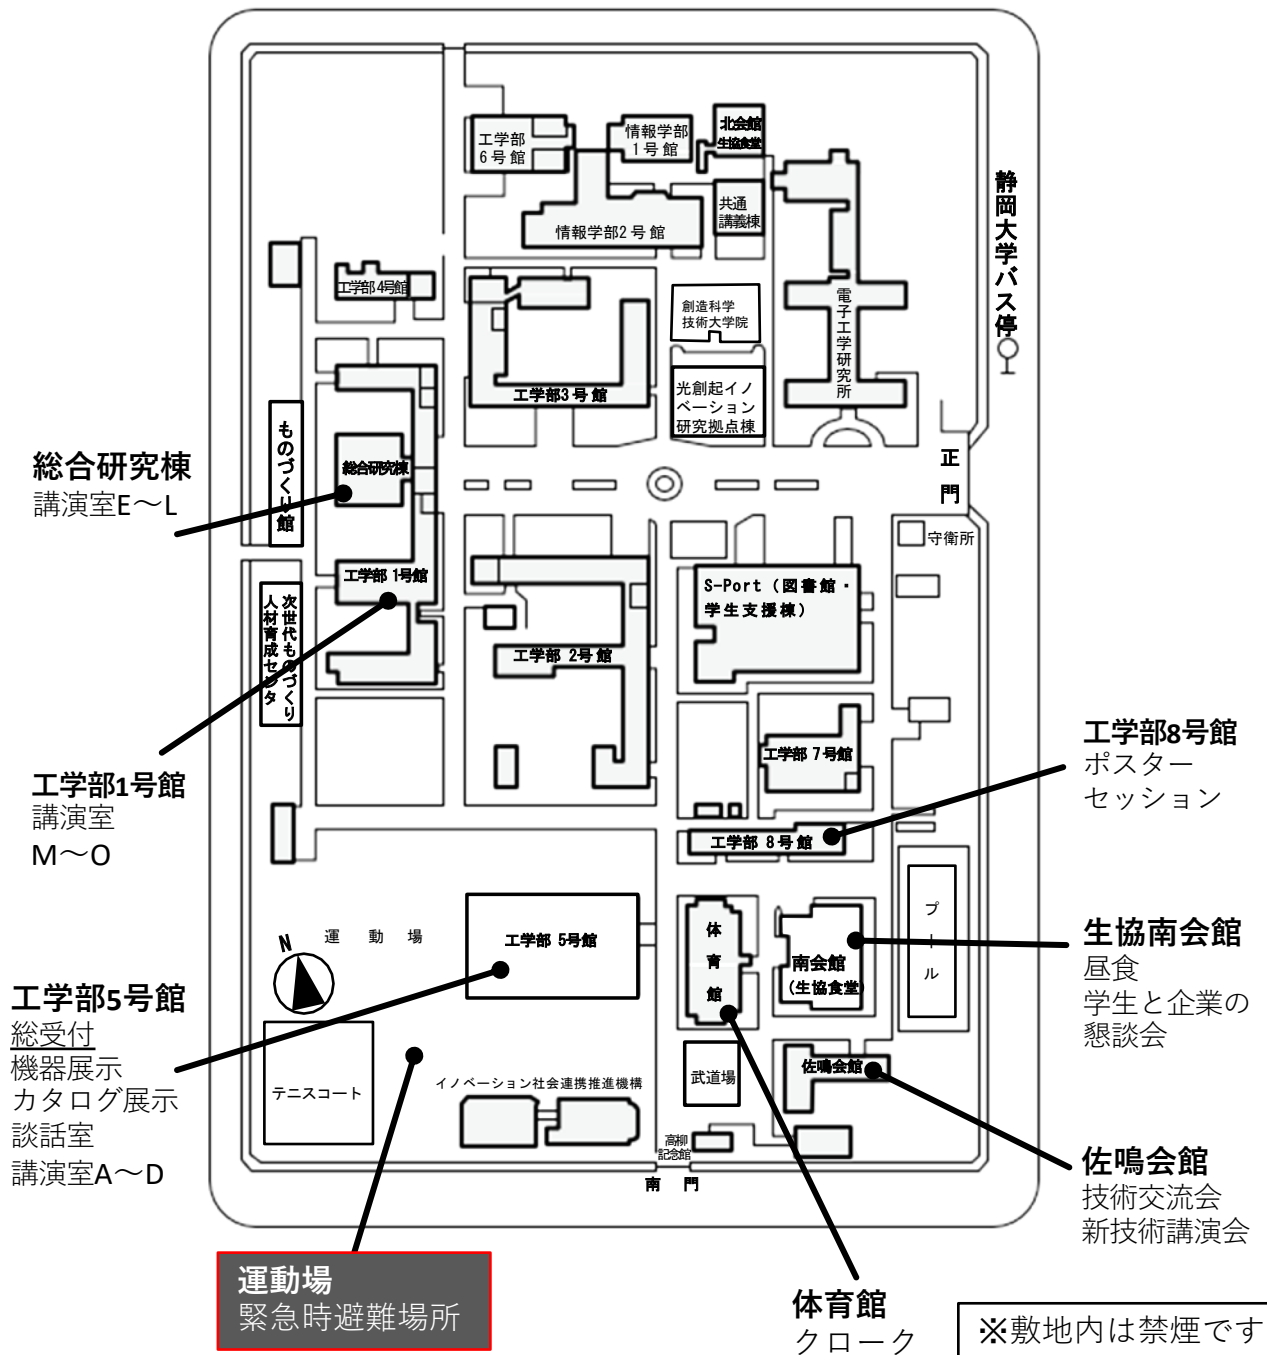 工学部
6号館
情報学部
1号館
北会館
生協食堂
共通
講義棟
情報学部2号館
静岡大学バス停
工学部4号館
創造科学
技術大学院
電子工学研究所
工学部3号館
光創起イノ
ベーション
研究拠点棟
ものづくり館
総合研究棟
講演室E～L
総合研究棟
正門
守衛所
工学部 1号館
次世代ものづくり
人材育成センタ
工学部 2号館
S-Port（図書館・
学生支援棟）
工学部1号館
講演室
M～O
工学部 7号館
工学部8号館
ポスター
セッション
工学部 8号館
N
運動場
工学部 5号館
体育館
南会館
（生協食堂）
プール
生協南会館
昼食
学生と企業の
懇談会
工学部5号館
総受付
機器展示
カタログ展示
談話室
講演室A～D
テニスコート
イノベーション社会連携推進機構
武道場
佐鳴会館
高柳
記念館
南門
佐鳴会館
技術交流会
新技術講演会
運動場
緊急時避難場所
体育館
クローク
※敷地内は禁煙です